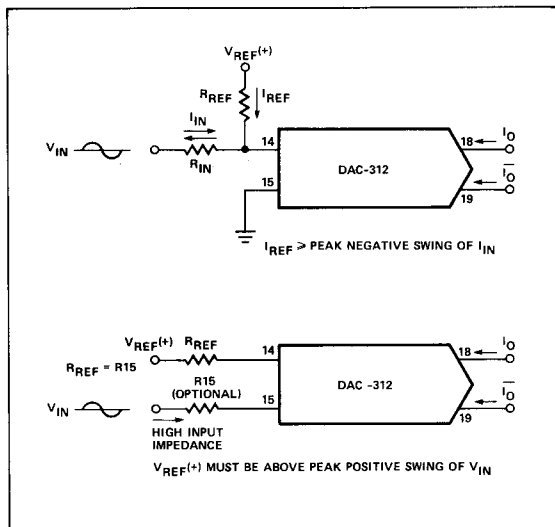 VREF(+)
RREF
IREF
IIN
VIN
RIN
14
15
DAC-312
18
IO
IO
19
IREF ⩾ PEAK NEGATIVE SWING OF IIN
VREF(+)
RREF
14
RREF = R15
R15
(OPTIONAL)
VIN
15
HIGH INPUT
IMPEDANCE
DAC -312
18
IO
IO
19
VREF(+) MUST BE ABOVE PEAK POSITIVE SWING OF VIN